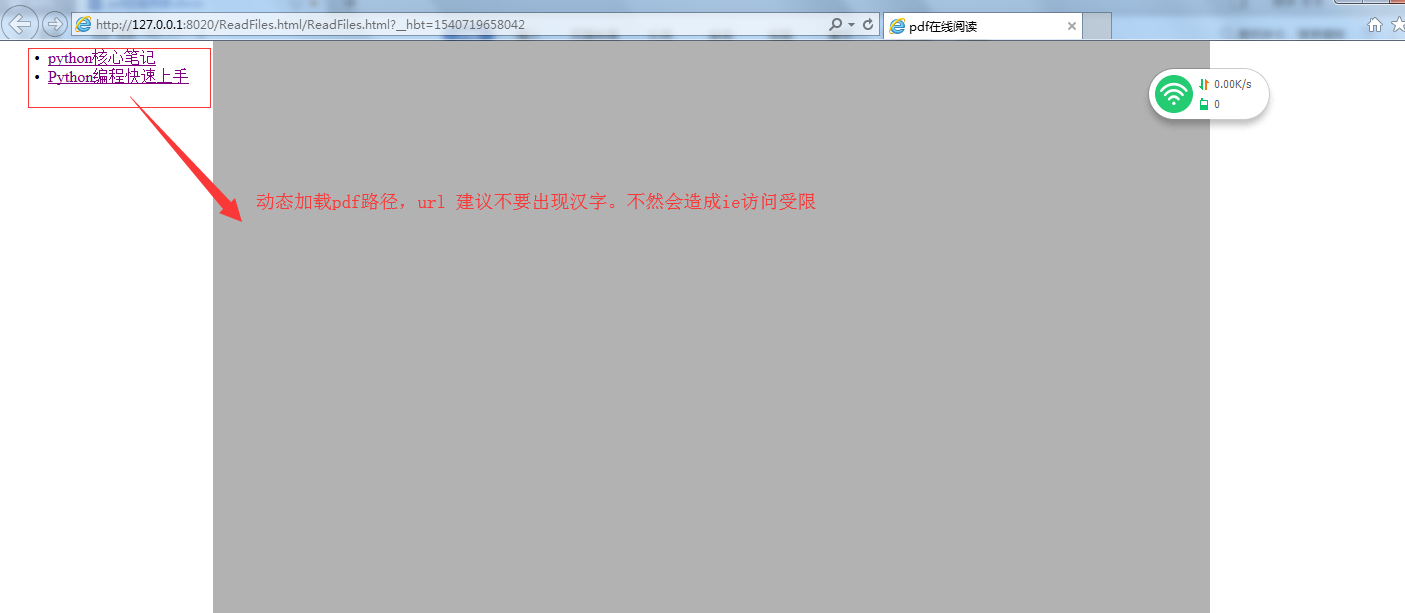 http://127.0.0.1:8020/ReadFiles.html/ReadFiles.html?__hbt=1540719658042
pdf在线阅读
python核心笔记
Python编程快速上手
0.00K/s
0
动态加载pdf路径，url 建议不要出现汉字。不然会造成ie访问受限